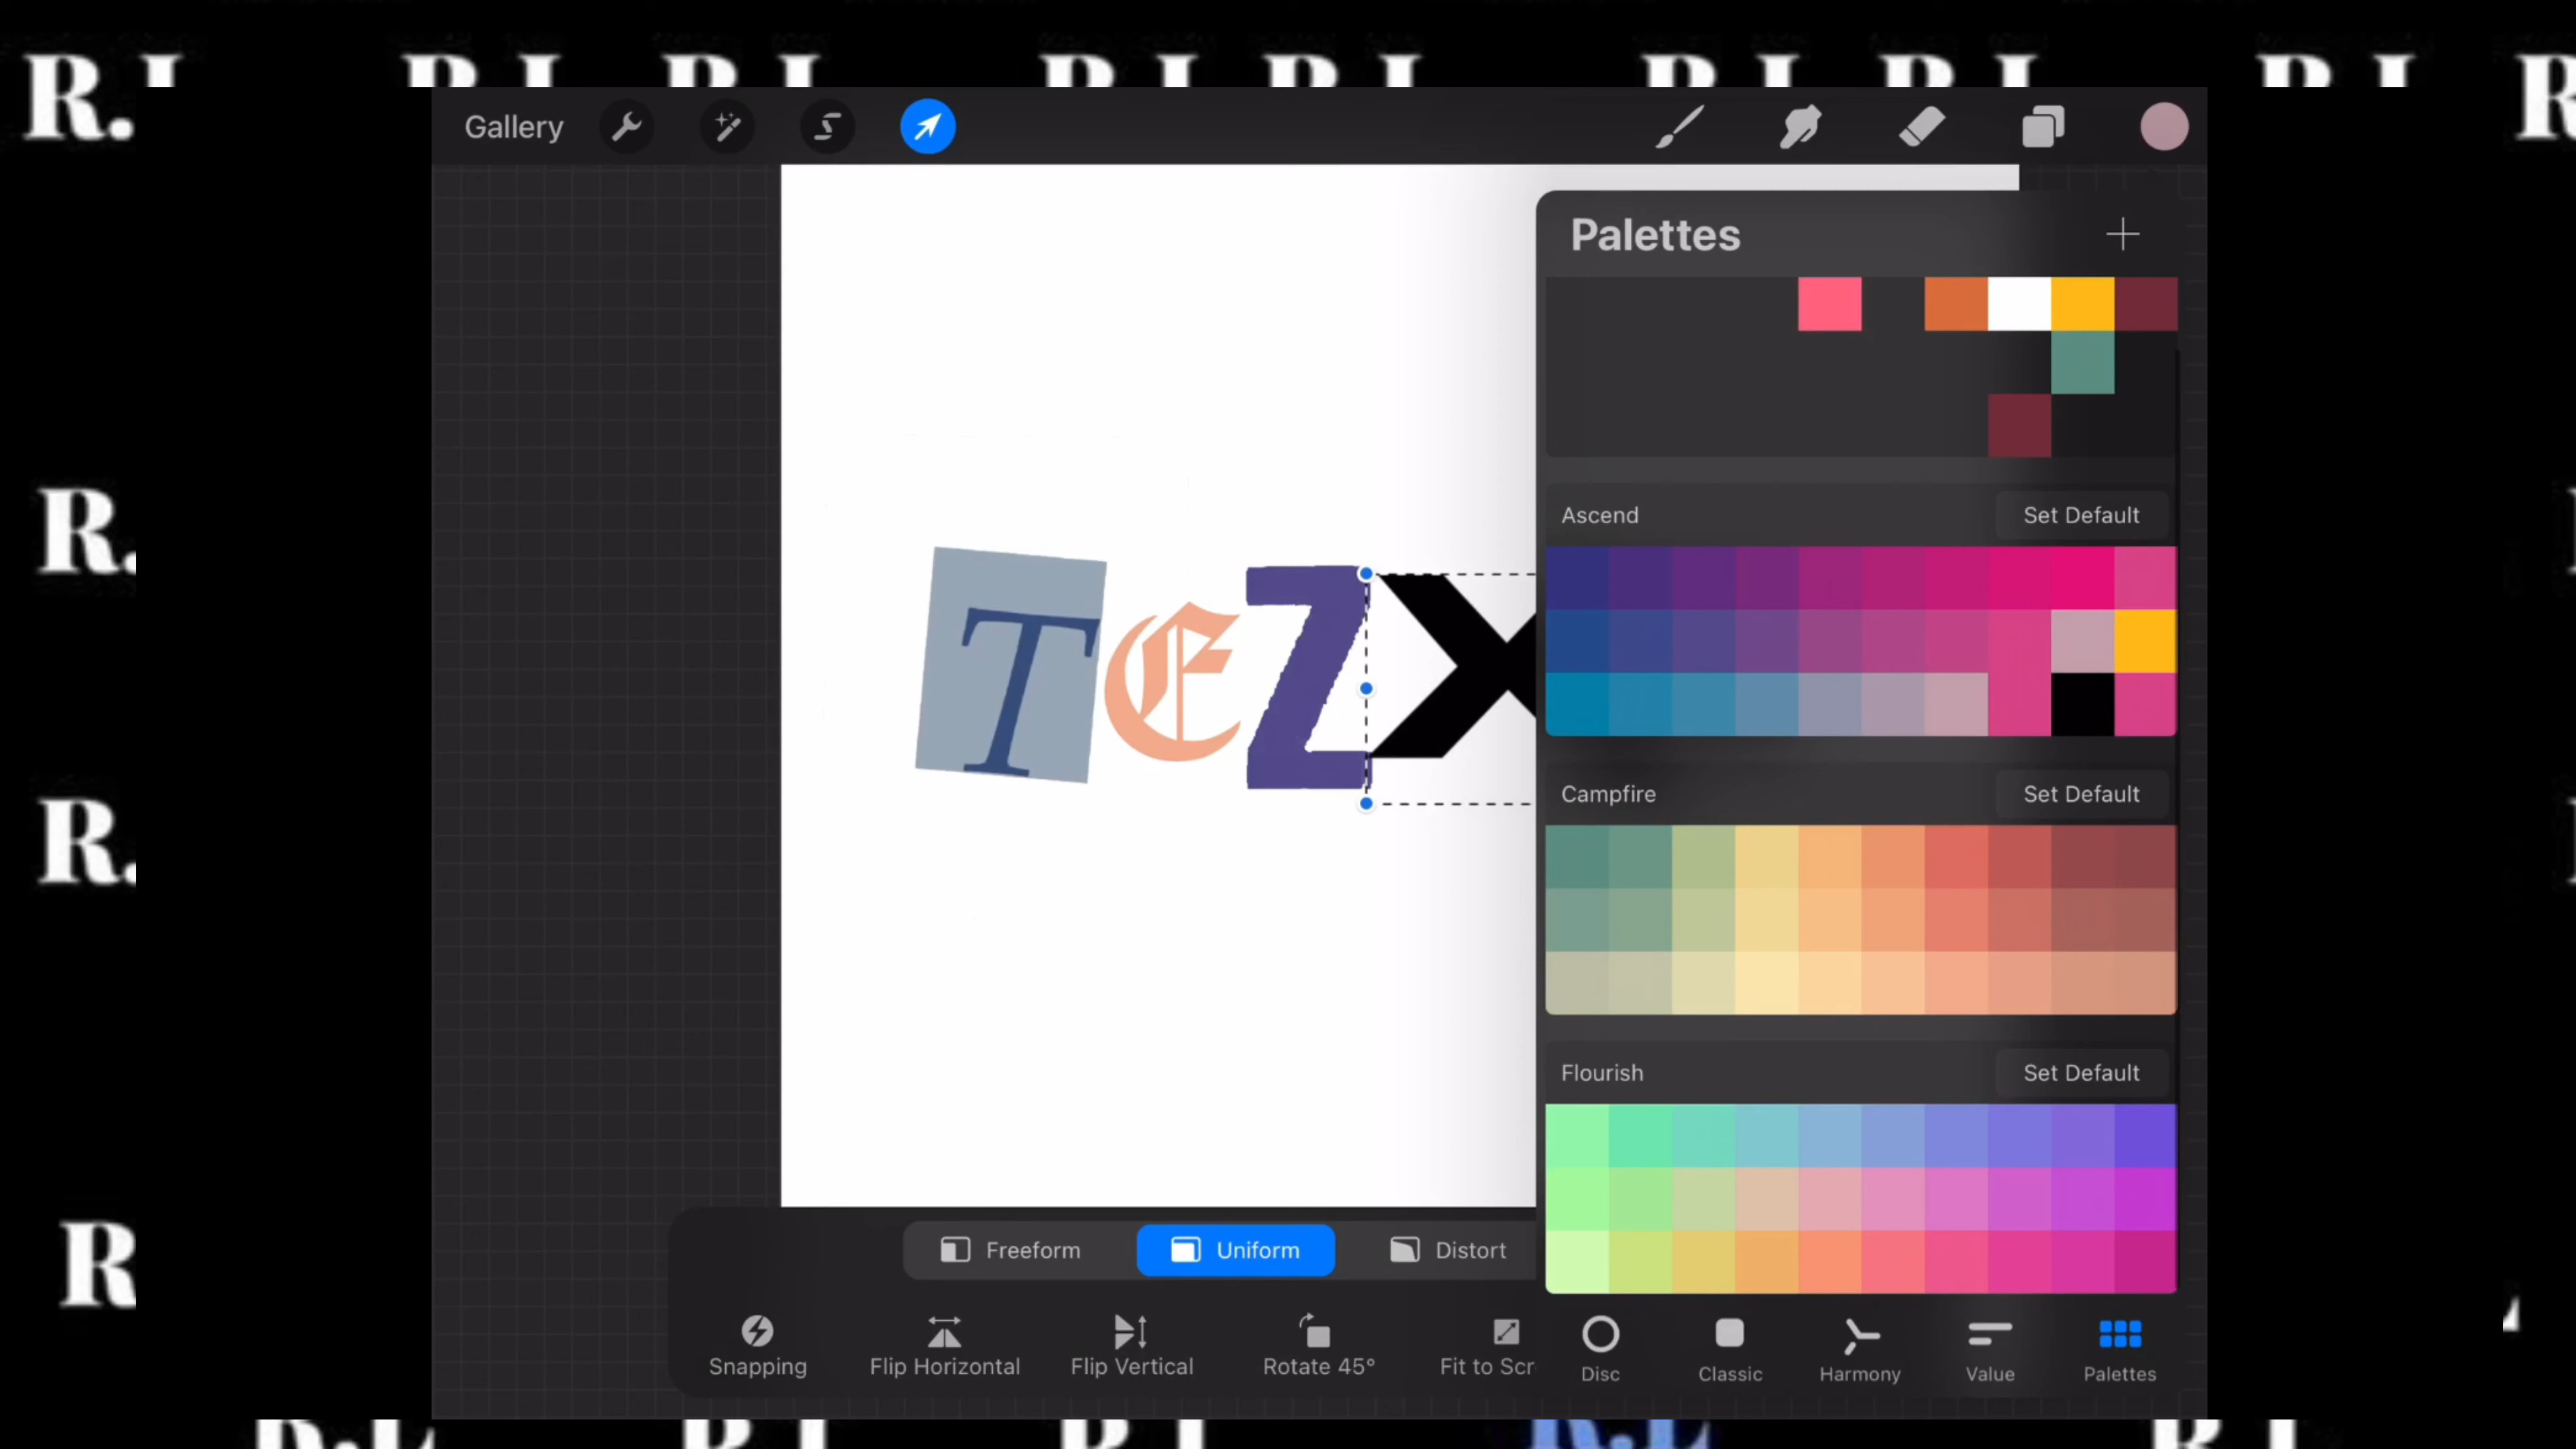 R. R. R. R. R. R. R. R. R
Gallery
Palettes
Ascend Set Default
TEZX
R.
Campfire Set Default
R.
Flourish Set Default
R
Freeform Uniform Distort
Snapping Flip Horizontal Flip Vertical Rotate 45° Fit to Scr
Disc Classic Harmony Value Palettes